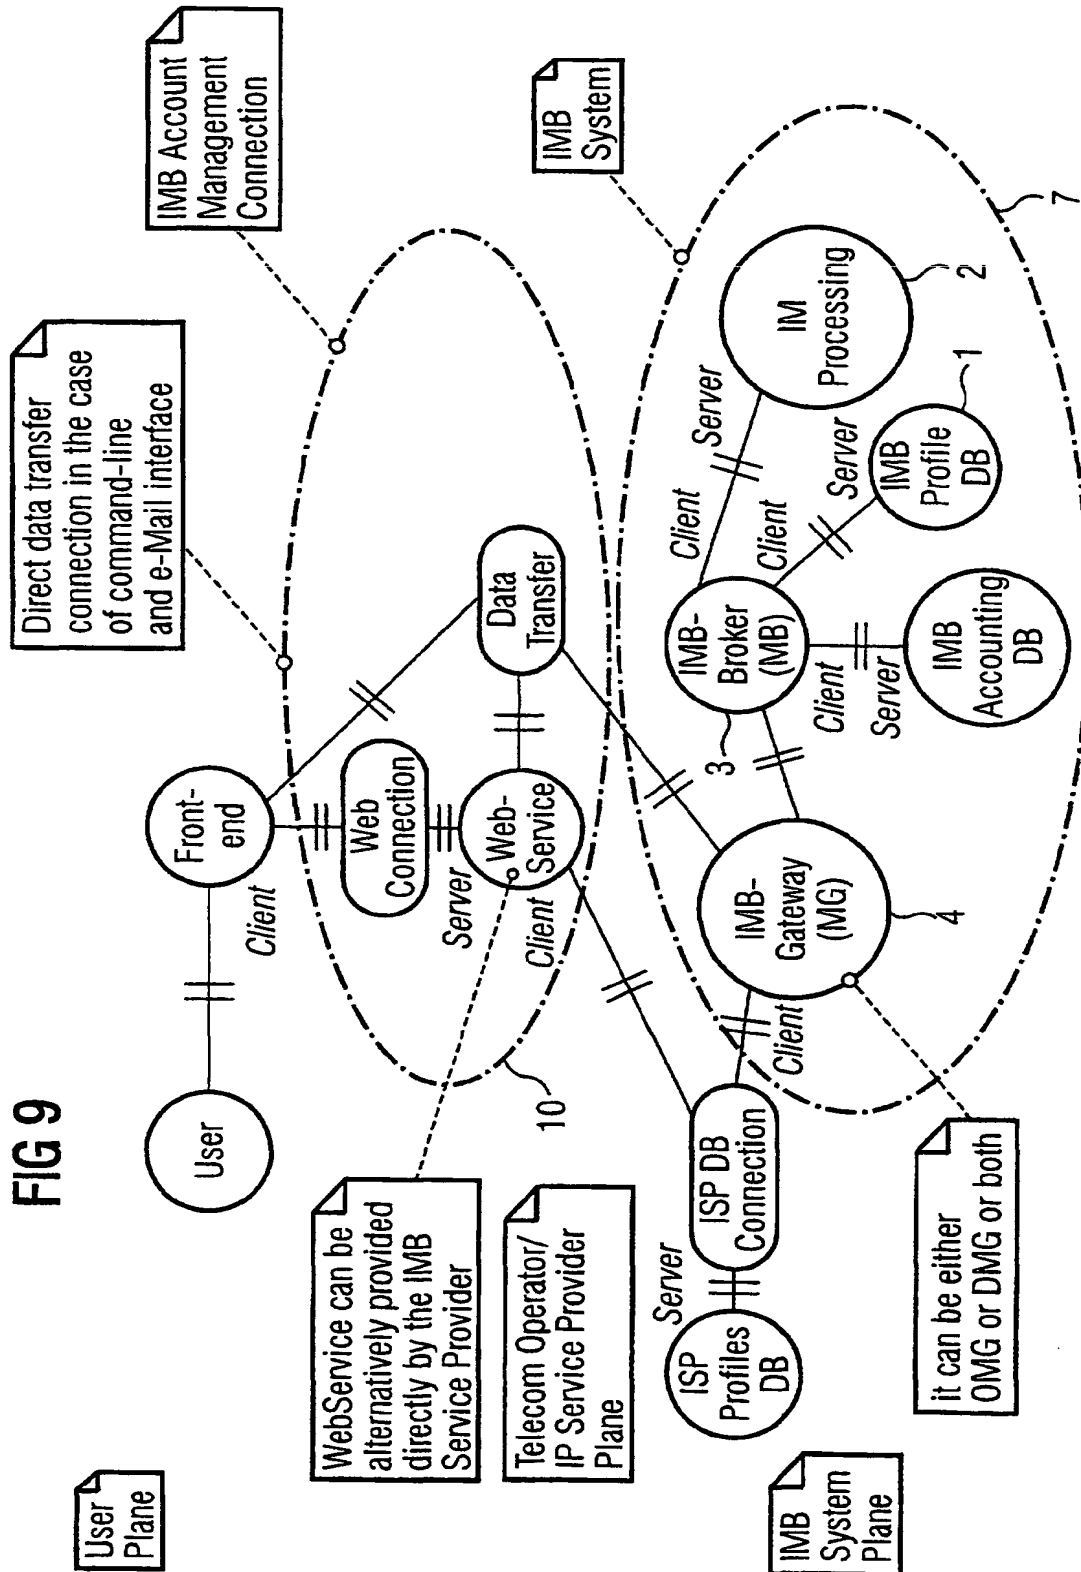 FIG 9
User
Plane
User
Front-
end
Client
Direct data transfer
connection in the case
of command-line
and e-Mail interface
IMB Account
Management
Connection
WebService can be
alternatively provided
directly by the IMB
Service Provider
Telecom Operator/
IP Service Provider
Plane
10
Web
Connection
Server
Web-
Service
Client
Data
Transfer
IMB
System
IMB
System
Plane
ISP
Profiles
DB
Server
ISP DB
Connection
Client
IMB-
Gateway
(MG)
4
it can be either
OMG or DMG or both
3
IMB-
Broker
(MB)
Client
Server
IM
Processing
2
Client
Server
IMB
Profile
DB
1
Client
Server
IMB
Accounting
DB
7